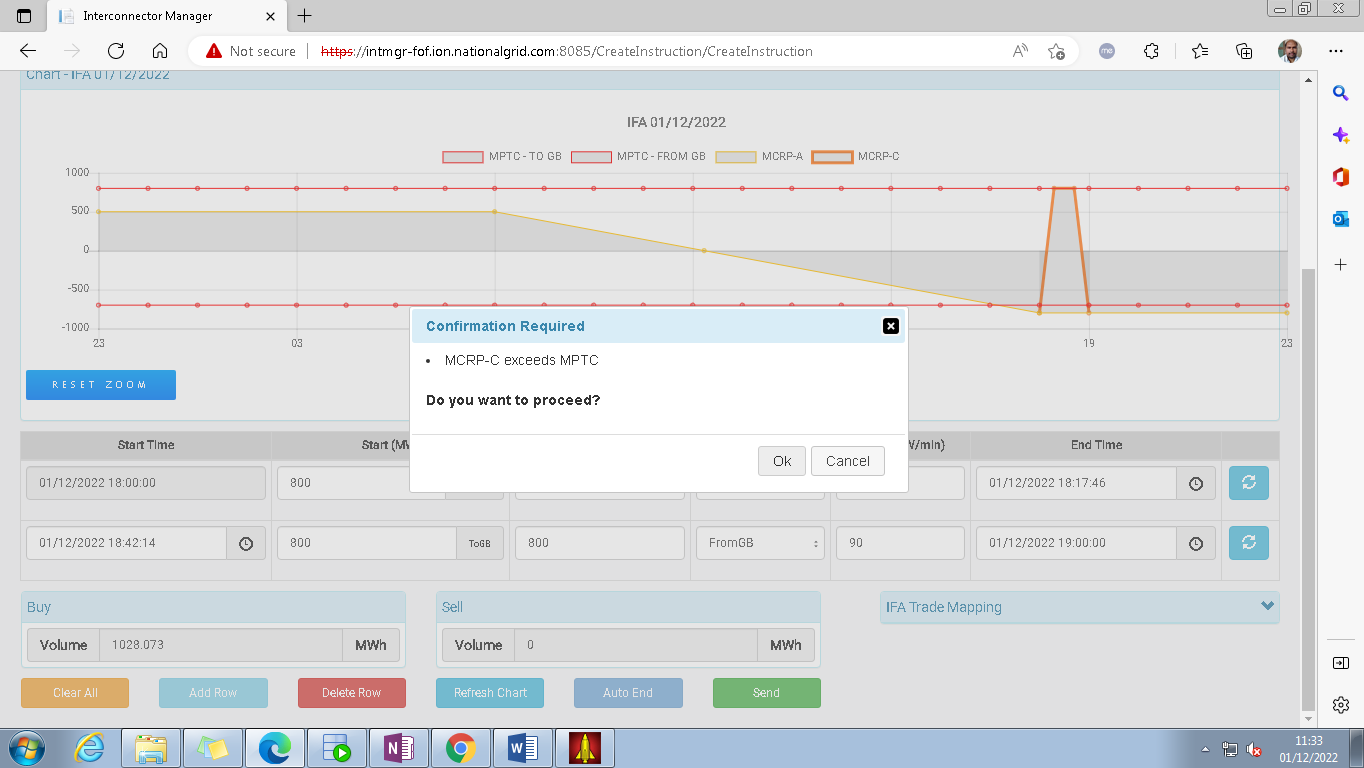 Interconnector Manager
Not secure https://intmgr-fof.ion.nationalgrid.com:8085/CreateInstruction/CreateInstruction
Chart - IFA 01/12/2022
IFA 01/12/2022
MPTC - TO GB MPTC - FROM GB MCRP-A MCRP-C
1000
500
0
-500
-1000
23 03 19 23
Confirmation Required
MCRP-C exceeds MPTC
Do you want to proceed?
Ok Cancel
RESET ZOOM
Start Time Start (MW /min) End Time
01/12/2022 18:00:00 800 01/12/2022 18:17:46
01/12/2022 18:42:14 800 ToGB 800 FromGB 90 01/12/2022 19:00:00
Buy Sell IFA Trade Mapping
Volume 1028.073 MWh Volume 0 MWh
Clear All Add Row Delete Row Refresh Chart Auto End Send
11:33
01/12/2022